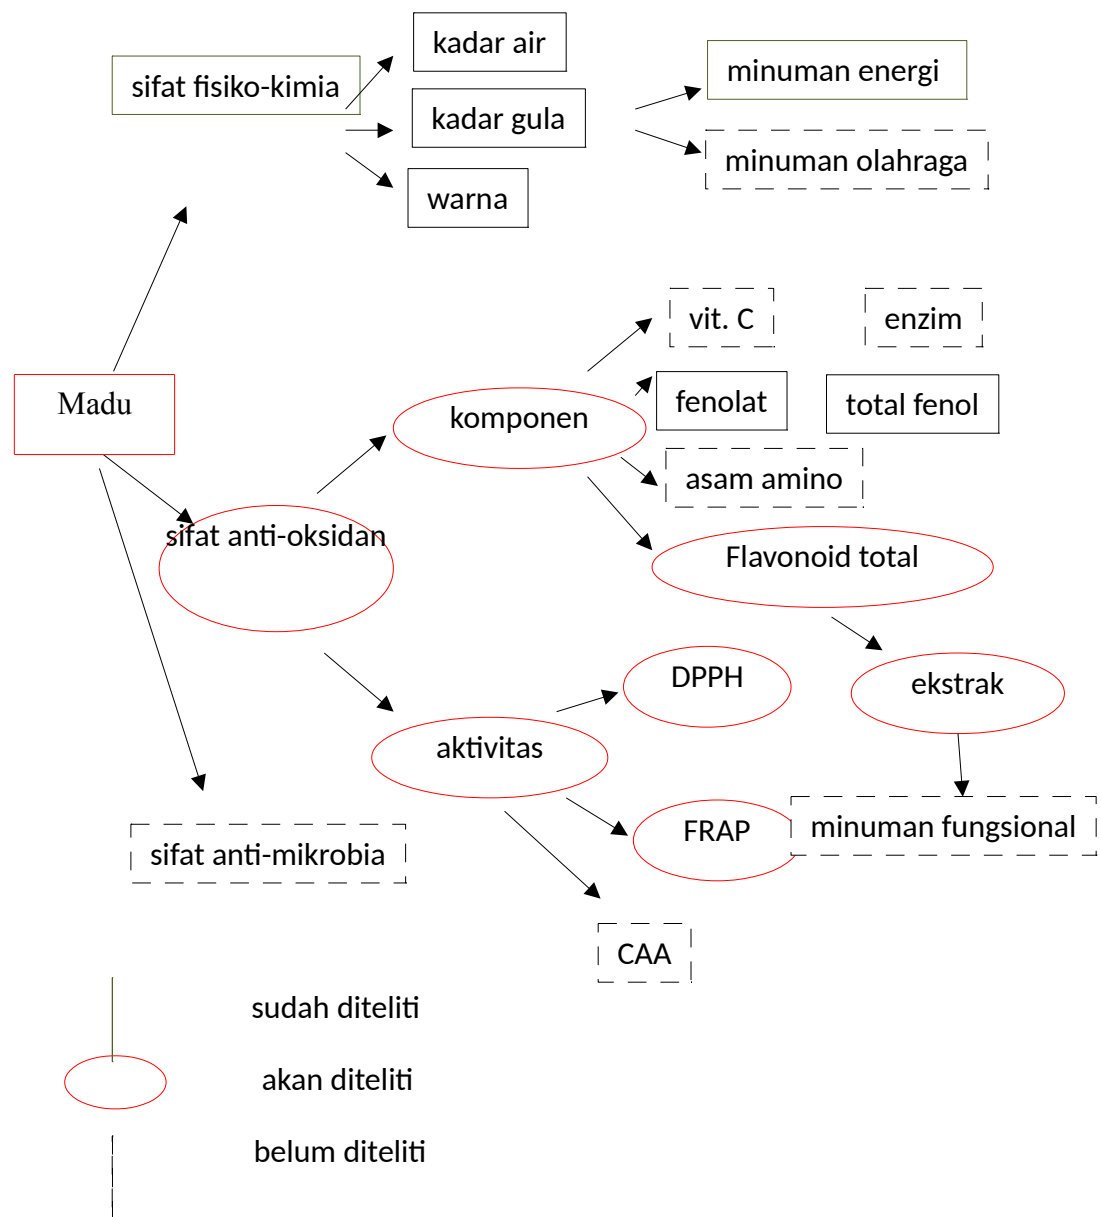 kadar air
sifat fisiko-kimia
minuman energi
kadar gula
minuman olahraga
warna
vit. C
enzim
Madu
fenolat
total fenol
komponen
asam amino
sifat anti-oksidan
Flavonoid total
DPPH
ekstrak
aktivitas
FRAP
minuman fungsional
sifat anti-mikrobia
CAA
sudah diteliti
akan diteliti
belum diteliti